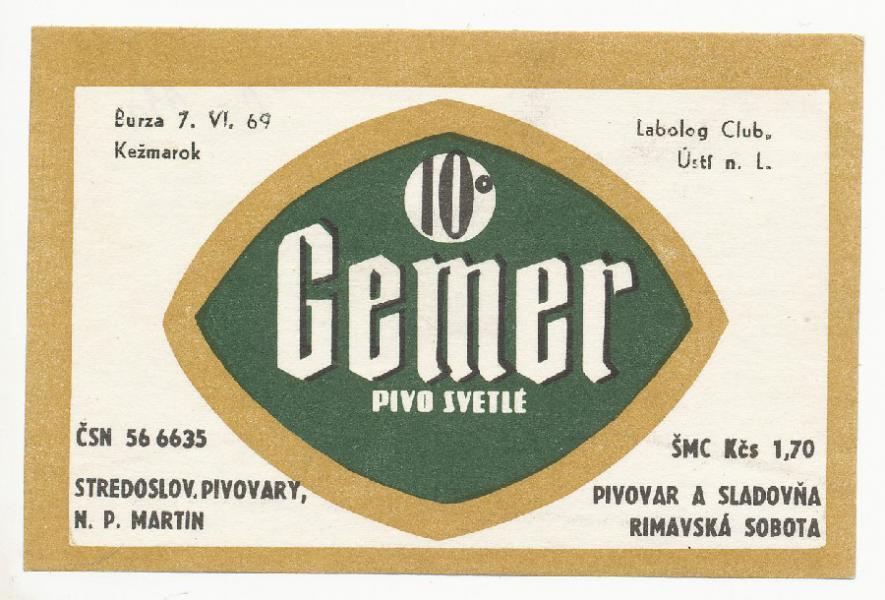 Burza 7. VI. 69
Kežmarok
Labolog Club,
Ústí n. L.
10°
Gemer
PIVO SVETLÉ
ČSN 56 6635
STREDOSLOV. PIVOVARY,
N. P. MARTIN
ŠMC Kčs 1,70
PIVOVAR A SLADOVŇA
RIMAVSKÁ SOBOTA